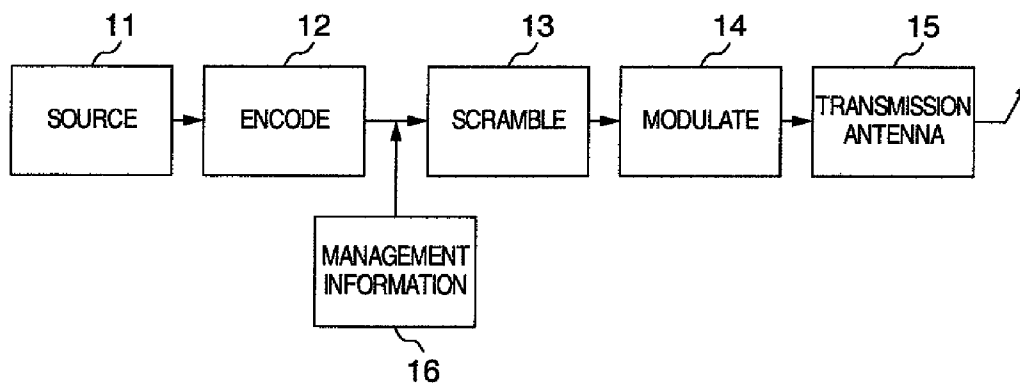 11
12
13
14
15
SOURCE
ENCODE
SCRAMBLE
MODULATE
TRANSMISSION
ANTENNA
MANAGEMENT
INFORMATION
16